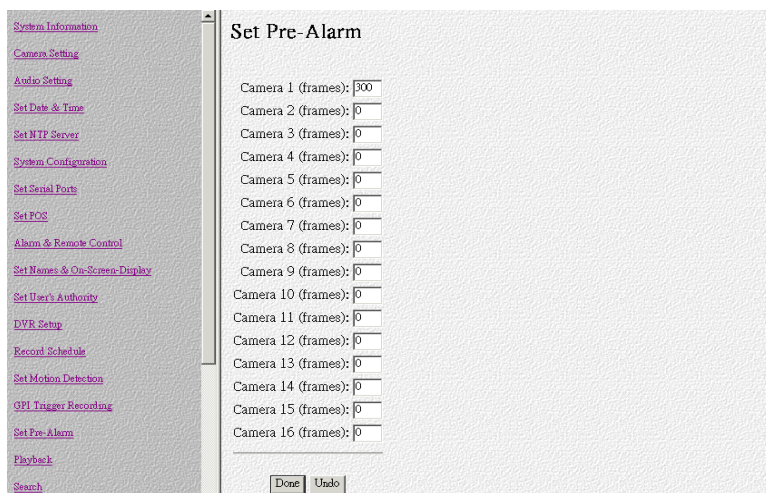 System Information
Camera Setting
Audio Setting
Set Date & Time
Set NTP Server
System Configuration
Set Serial Ports
Set POS
Alarm & Remote Control
Set Names & On-Screen-Display
Set User's Authority
DVR Setup
Record Schedule
Set Motion Detection
GPI Trigger Recording
Set Pre-Alarm
Playback
Search
Set Pre-Alarm
Camera 1 (frames): 300
Camera 2 (frames): 0
Camera 3 (frames): 0
Camera 4 (frames): 0
Camera 5 (frames): 0
Camera 6 (frames): 0
Camera 7 (frames): 0
Camera 8 (frames): 0
Camera 9 (frames): 0
Camera 10 (frames): 0
Camera 11 (frames): 0
Camera 12 (frames): 0
Camera 13 (frames): 0
Camera 14 (frames): 0
Camera 15 (frames): 0
Camera 16 (frames): 0
Done Undo